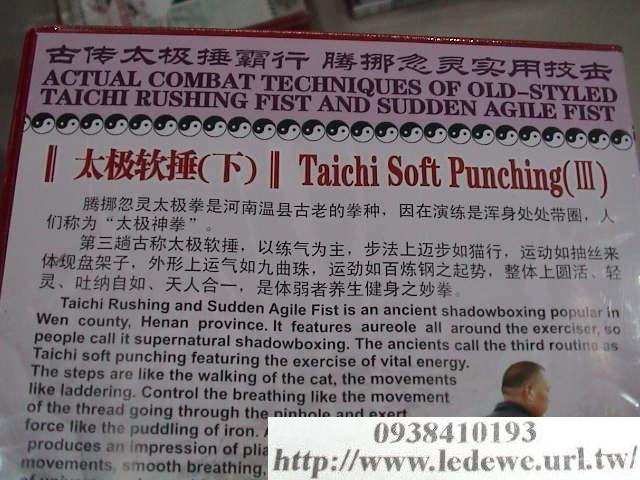 古传太极捶霸行 腾挪忽灵实用技击
ACTUAL COMBAT TECHNIQUES OF OLD-STYLED
TAICHI RUSHING FIST AND SUDDEN AGILE FIST
太极软捶(下) Taichi Soft Punching(Ⅲ)
腾挪忽灵太极拳是河南温县古老的拳种，因在演练是浑身处处带圈，人
们称为“太极神拳”。
第三趟古称太极软捶，以练气为主，步法上迈步如猫行，运动如抽丝来
体现盘架子，外形上运气如九曲珠，运劲如百炼钢之起势，整体上圆活、轻
灵、吐纳自如、天人合一，是体弱者养生健身之妙拳。
Taichi Rushing and Sudden Agile Fist is an ancient shadowboxing popular in
Wen county, Henan province. It features aureole all around the exerciser, so
people call it supernatural shadowboxing. The ancients call the third routine as
Taichi soft punching featuring the exercise of vital energy.
The steps are like the walking of the cat, the movements
like laddering. Control the breathing like the movement
of the thread going through the pinhole and exert
force like the puddling of iron.
produces an impression of
movements, smooth breathing,
0938410193
http://www.ledewe.url.tw/